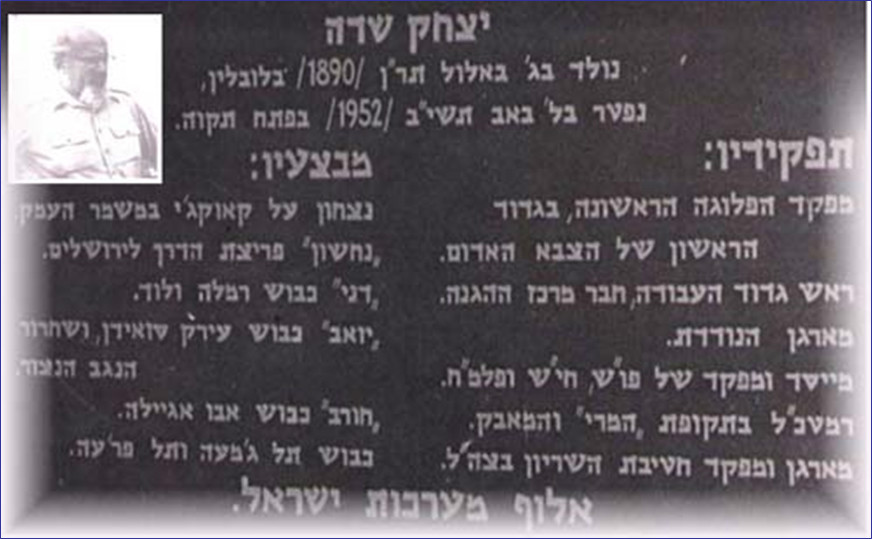 יצחק שדה
נולד בג' באלול תר"ן /1890/ בלובלין,
נפטר בל' באב תשי"ב /1952/ בפתח תקוה.
תפקידיו:
מפקד הפלוגה הראשונה, בגדוד
הראשון של הצבא האדום.
ראש גדוד העבודה, חבר מרכז ההגנה.
מארגן הנודדת.
מייסד ומפקד של פו"ש, חי"ש ופלמ"ח.
רמטכ"ל בתקופת „המרי" והמאבק.
מארגן ומפקד חטיבת השריון בצה"ל.
מבצעיו:
נצחון על קאוקג'י במשמר העמק.
„נחשון" פריצת הדרך לירושלים.
„דני" כבוש רמלה ולוד.
„יואב" כבוש עירק סואידן, ושחרור
הנגב הנצור.
„חורב" כבוש אבו אגיילה.
כבוש תל ג'מעה ותל פר'עה.
אלוף מערכות ישראל.